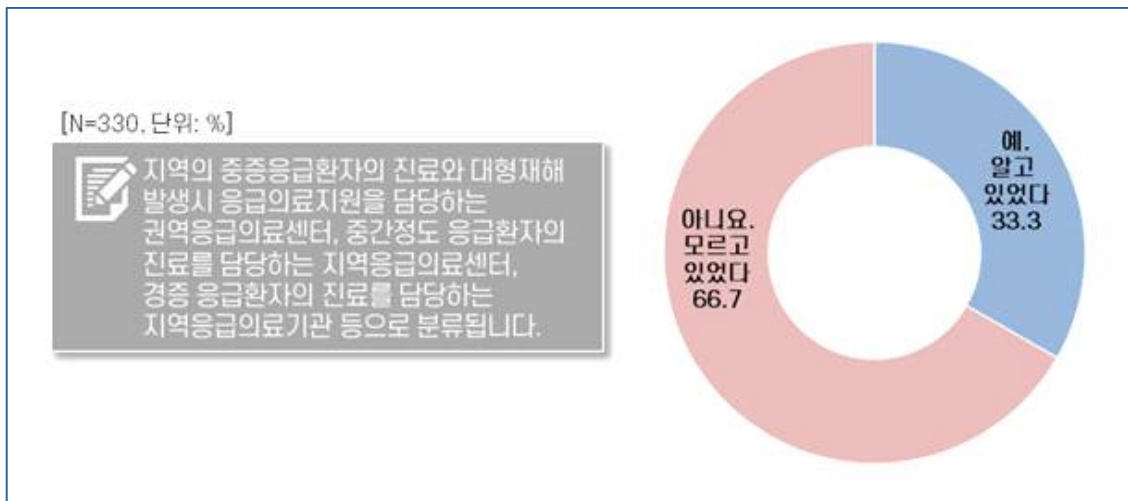 [N=330, 단위: %]
지역의 중증응급환자의 진료와 대형재해
발생시 응급의료지원을 담당하는
권역응급의료센터, 중간정도 응급환자의
진료를 담당하는 지역응급의료센터,
경증 응급환자의 진료를 담당하는
지역응급의료기관 등으로 분류됩니다.
예.
알고
있었다
33.3
아니요.
모르고
있었다
66.7